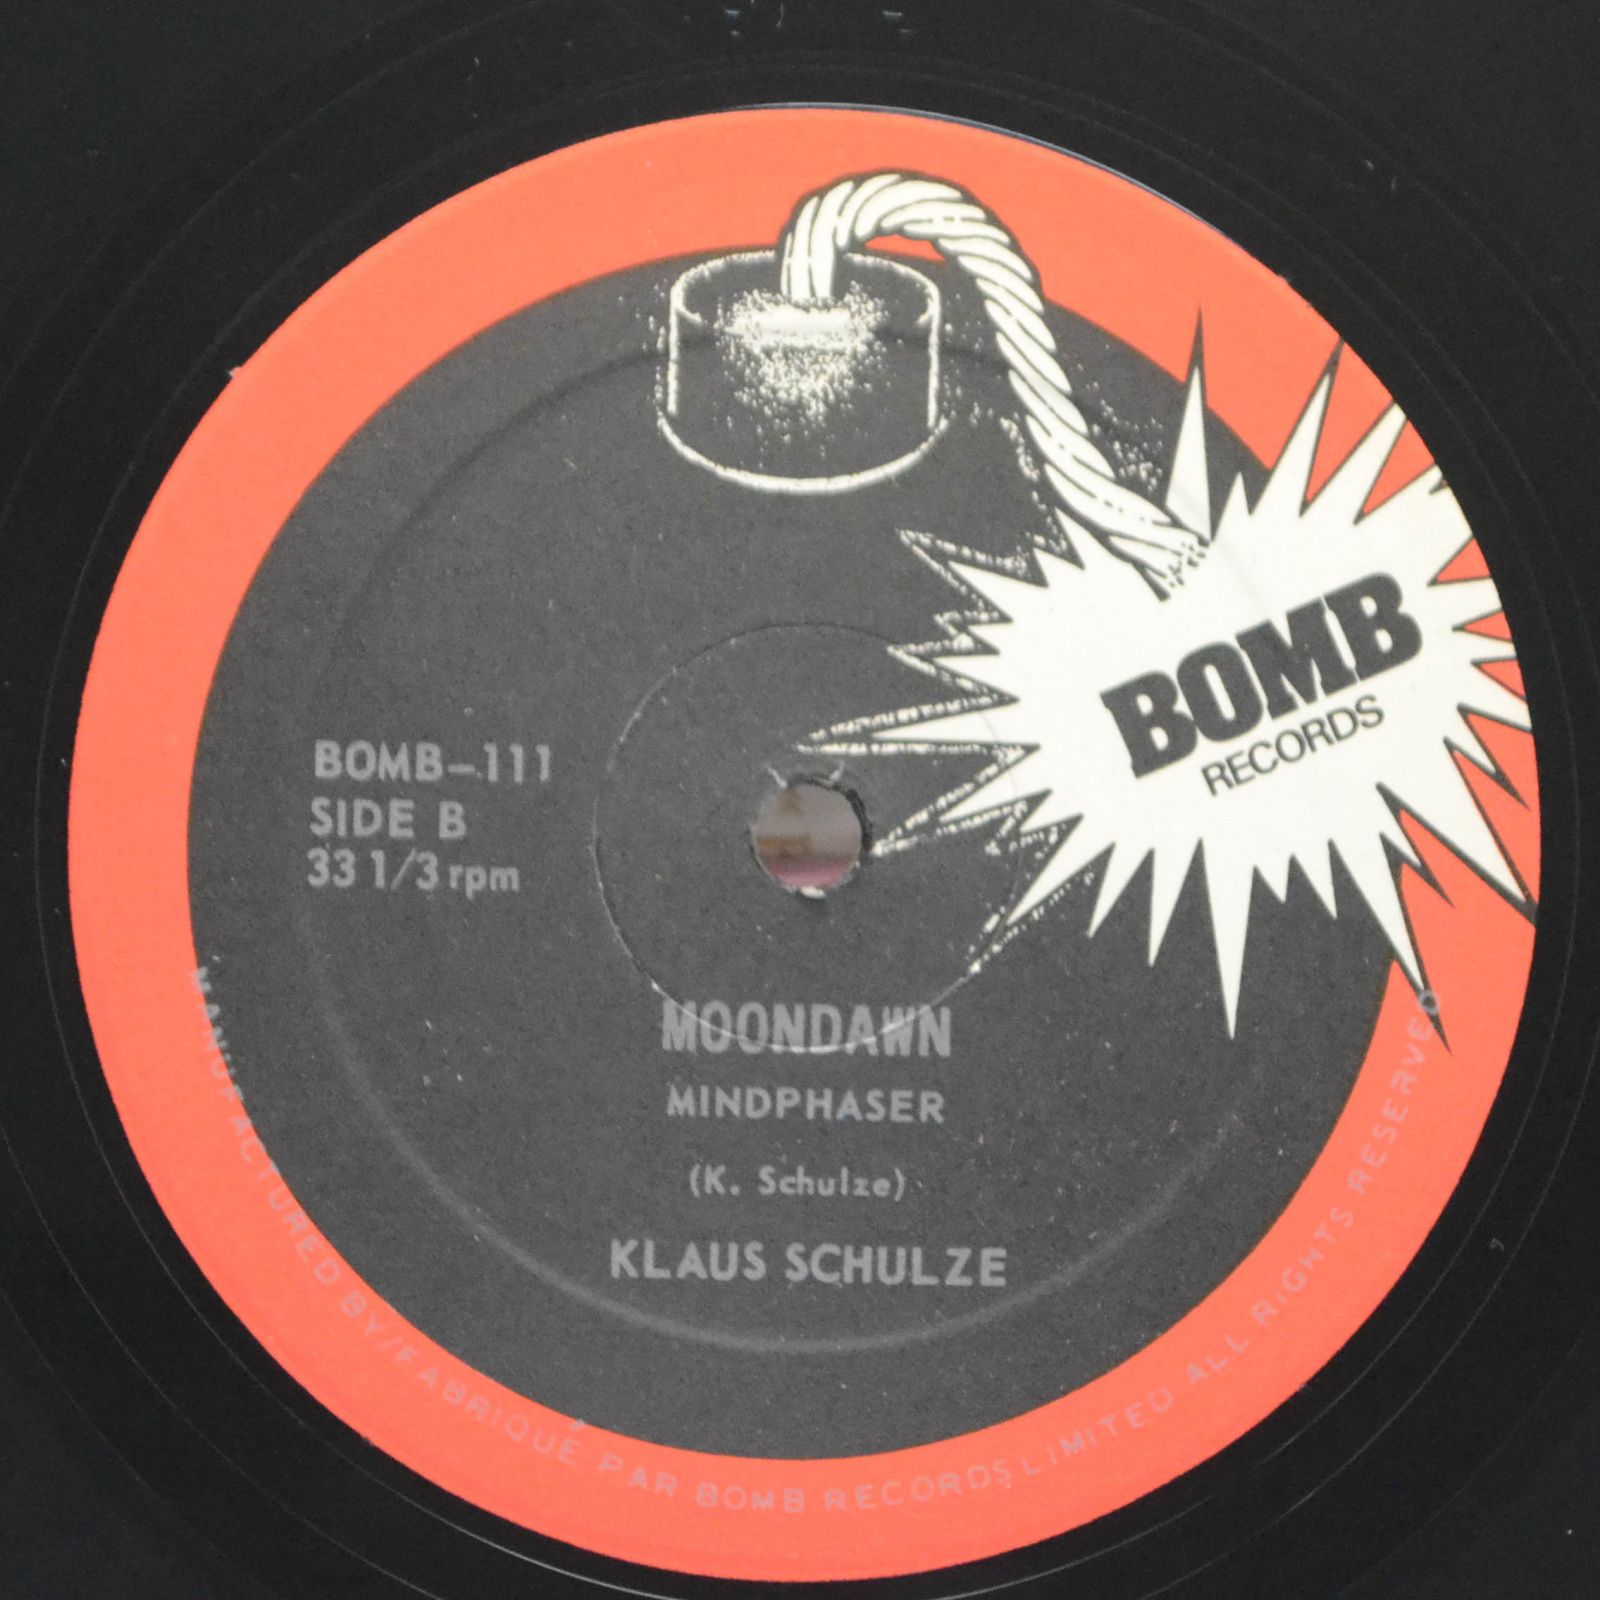 BOMB
RECORDS
BOMB-111
SIDE B
33 1/3 rpm
MOONDAWN
MINDPHASER
(K. Schulze)
KLAUS SCHULZE
MANUFACTURED BY/FABRIQUÉ PAR BOMB RECORDS LIMITED ALL RIGHTS RESERVED